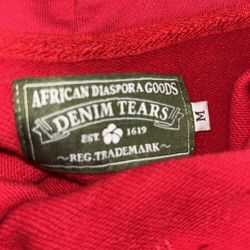 AFRICAN DIASPORA GOODS
DENIM TEARS
EST. 1619
~REG. TRADEMARK~
M